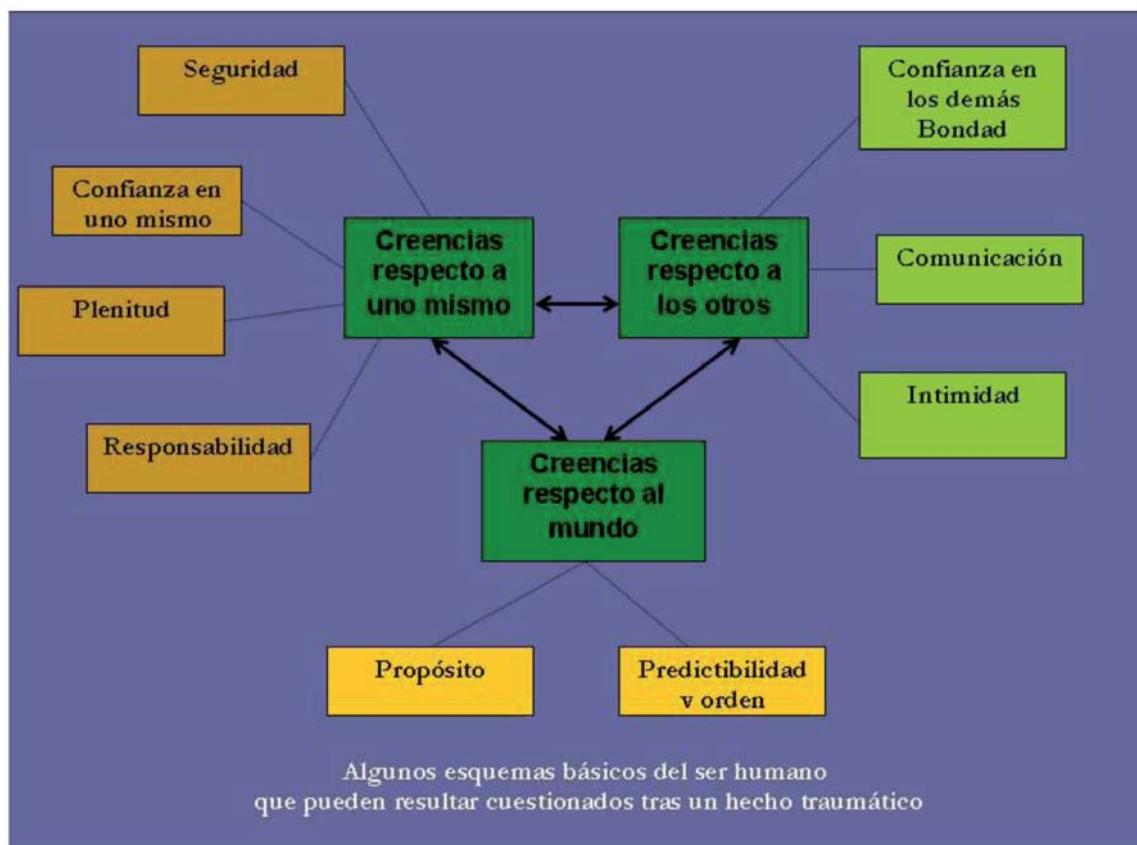 Seguridad
Confianza en
uno mismo
Plenitud
Responsabilidad
Creencias
respecto a
uno mismo
Creencias
respecto a
los otros
Confianza en
los demás
Bondad
Comunicación
Intimidad
Creencias
respecto al
mundo
Propósito
Predictibilidad
y orden
Algunos esquemas básicos del ser humano
que pueden resultar cuestionados tras un hecho traumático